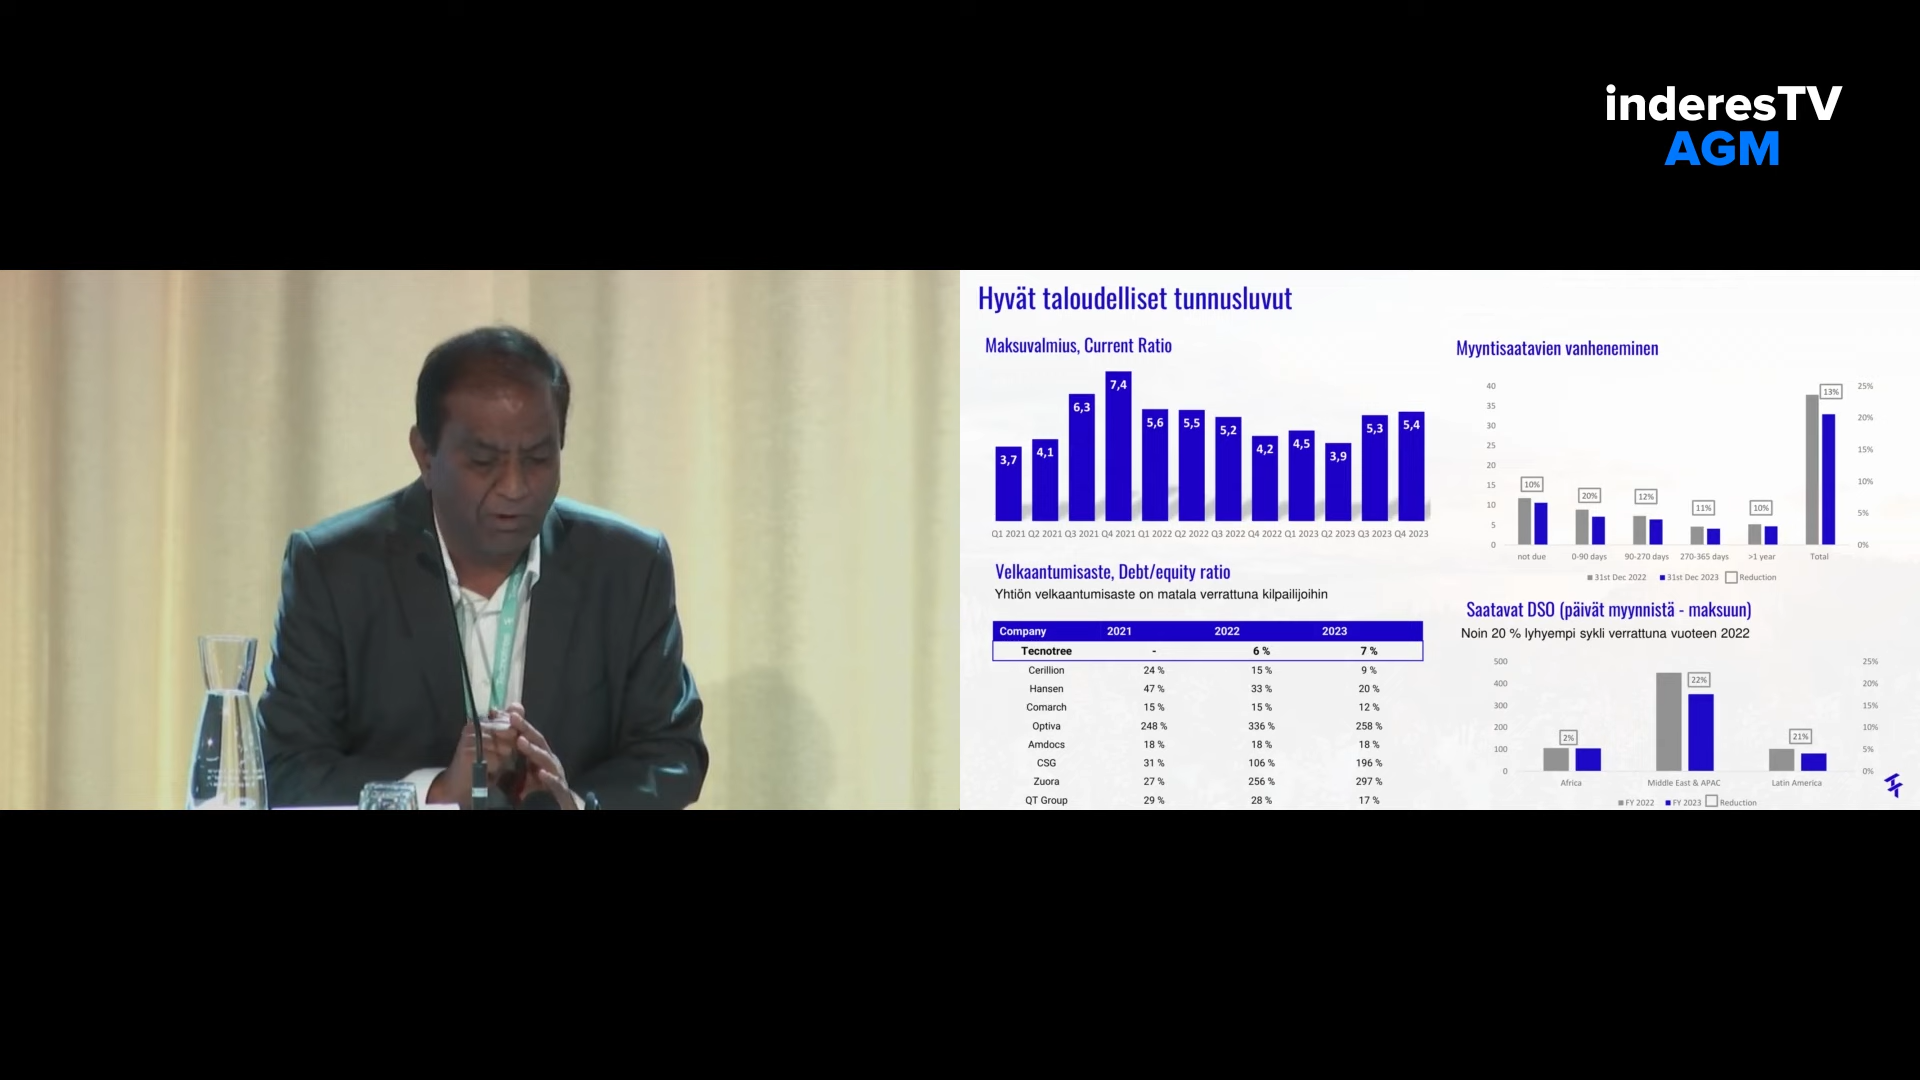 inderesTV
AGM
Hyvät taloudelliset tunnusluvut
Maksuvalmius, Current Ratio
3,7 4,1 6,3 7,4 5,6 5,5 5,2 4,2 4,5 3,9 5,3 5,4
Q1 2021 Q2 2021 Q3 2021 Q4 2021 Q1 2022 Q2 2022 Q3 2022 Q4 2022 Q1 2023 Q2 2023 Q3 2023 Q4 2023
Velkaantumisaste, Debt/equity ratio
Yhtiön velkaantumisaste on matala verrattuna kilpailijoihin
Company 2021 2022 2023
Tecnotree - 6 % 7 %
Cerillion 24 % 15 % 9 %
Hansen 47 % 33 % 20 %
Comarch 15 % 15 % 12 %
Optiva 248 % 336 % 258 %
Amdocs 18 % 18 % 18 %
CSG 31 % 106 % 196 %
Zuora 27 % 256 % 297 %
QT Group 29 % 28 % 17 %
Myyntisaatavien vanheneminen
40 25%
35
30 20%
25 15%
20
15 10%
10
5 5%
0 0%
10% 20% 12% 11% 10% 13%
not due 0-90 days 90-270 days 270-365 days >1 year Total
31st Dec 2022 31st Dec 2023 Reduction
Saatavat DSO (päivät myynnistä - maksuun)
Noin 20 % lyhyempi sykli verrattuna vuoteen 2022
500 25%
400 20%
300 15%
200 10%
100 5%
0 0%
2% 22% 21%
Africa Middle East & APAC Latin America
FY 2022 FY 2023 Reduction